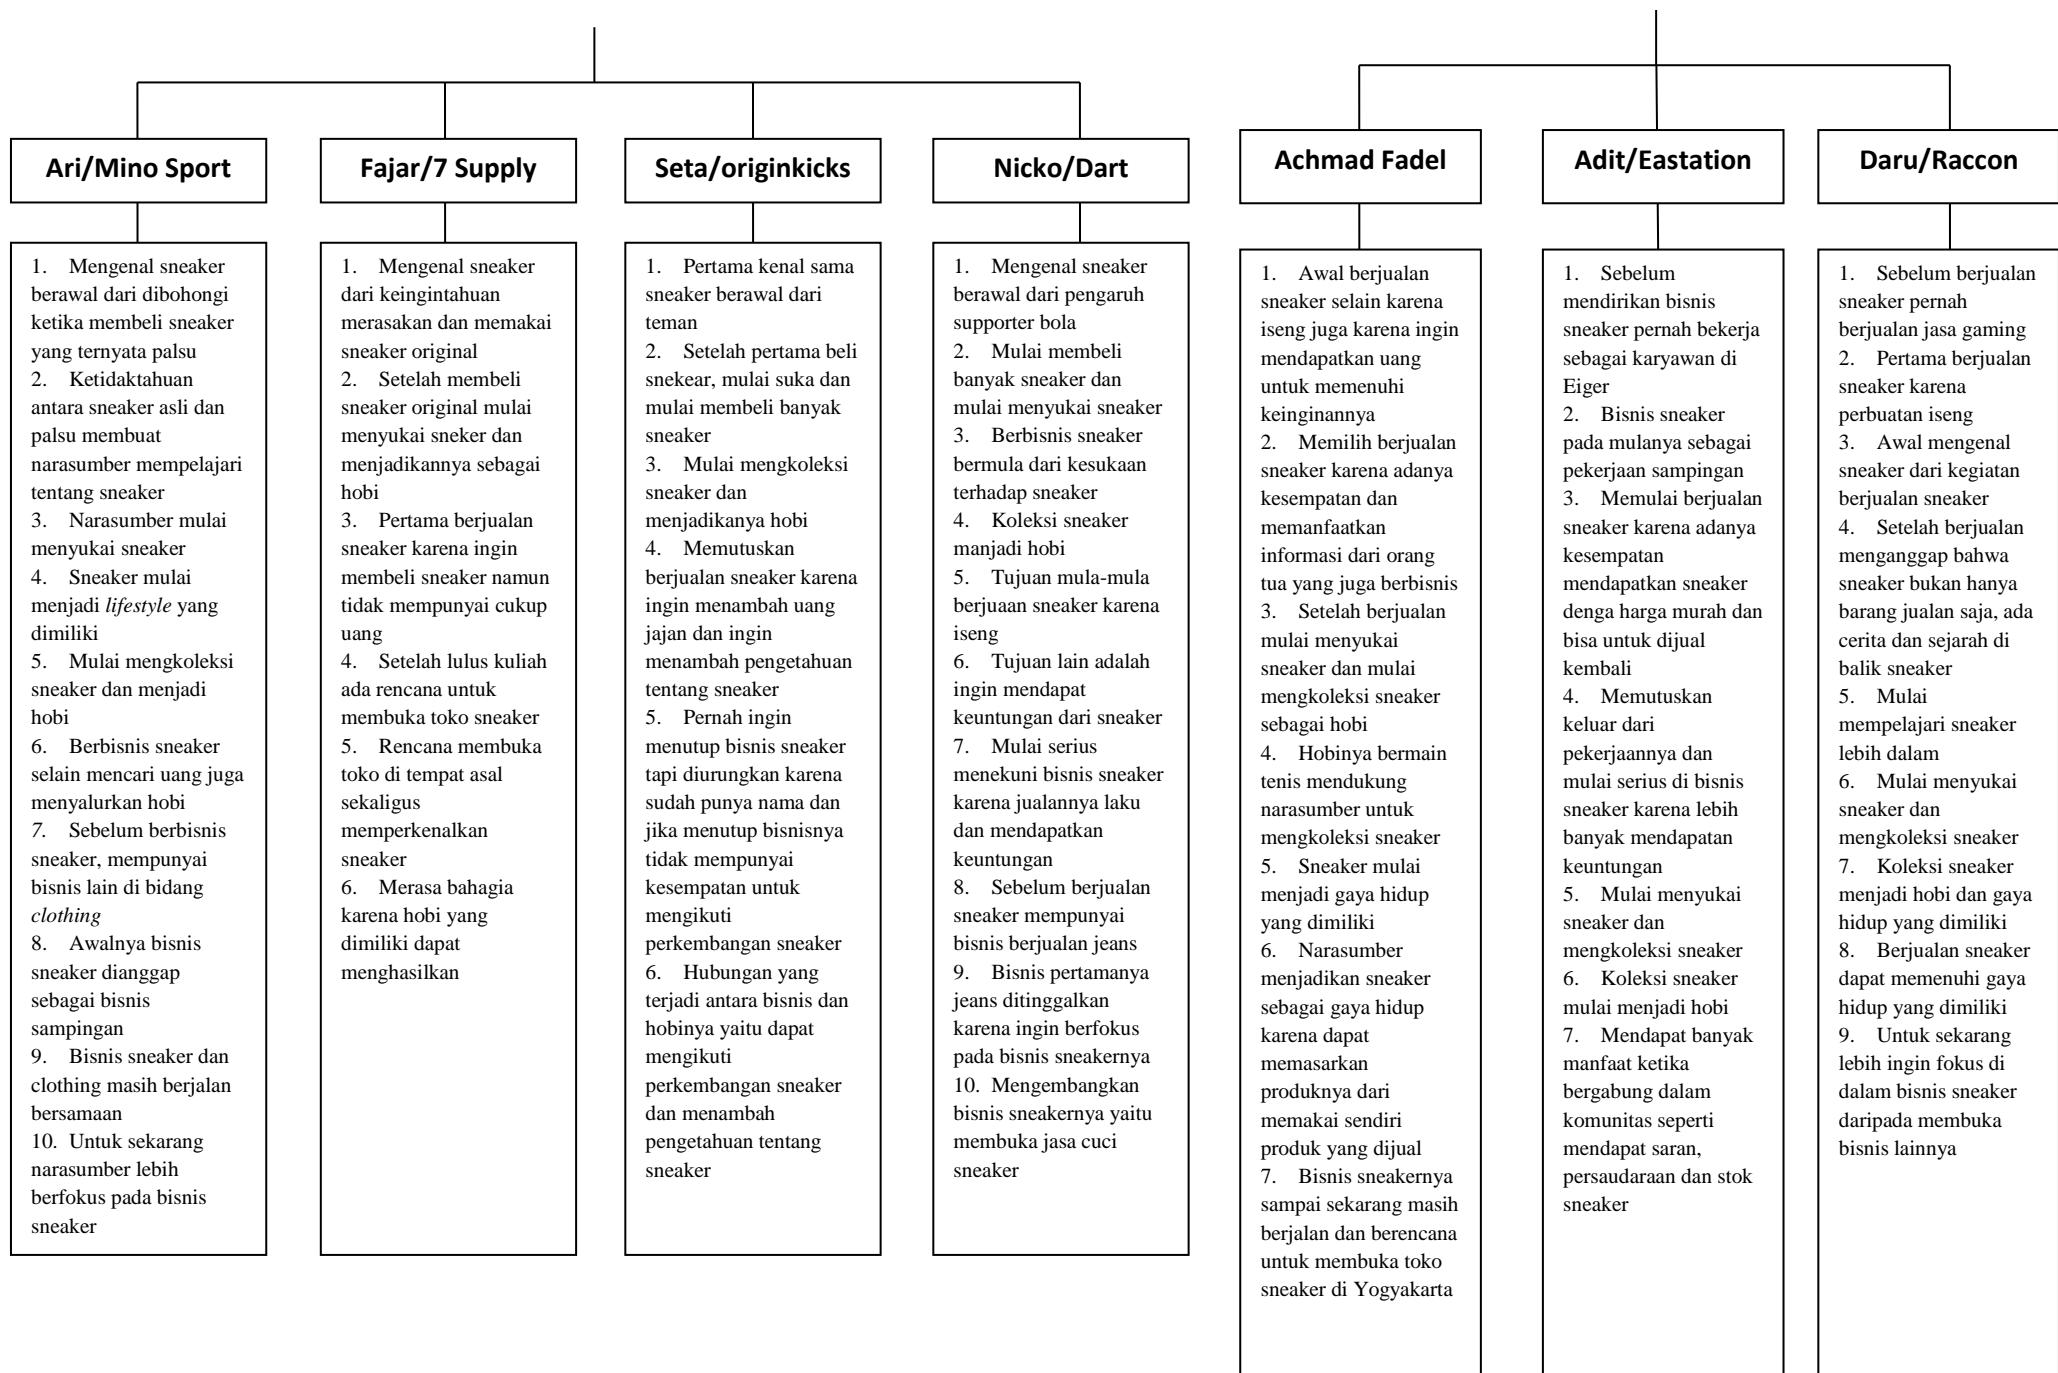 Ari/Mino Sport
1. Mengenal sneaker
berawal dari dibohongi
ketika membeli sneaker
yang ternyata palsu
2. Ketidaktahuan
antara sneaker asli dan
palsu membuat
narasumber mempelajari
tentang sneaker
3. Narasumber mulai
menyukai sneaker
4. Sneaker mulai
menjadi lifestyle yang
dimiliki
5. Mulai mengkoleksi
sneaker dan menjadi
hobi
6. Berbisnis sneaker
selain mencari uang juga
menyalurkan hobi
7. Sebelum berbisnis
sneaker, mempunyai
bisnis lain di bidang
clothing
8. Awalnya bisnis
sneaker dianggap
sebagai bisnis
sampingan
9. Bisnis sneaker dan
clothing masih berjalan
bersamaan
10. Untuk sekarang
narasumber lebih
berfokus pada bisnis
sneaker
Fajar/7 Supply
1. Mengenal sneaker
dari keingintahuan
merasakan dan memakai
sneaker original
2. Setelah membeli
sneaker original mulai
menyukai sneker dan
menjadikannya sebagai
hobi
3. Pertama berjualan
sneaker karena ingin
membeli sneaker namun
tidak mempunyai cukup
uang
4. Setelah lulus kuliah
ada rencana untuk
membuka toko sneaker
5. Rencana membuka
toko di tempat asal
sekaligus
memperkenalkan
sneaker
6. Merasa bahagia
karena hobi yang
dimiliki dapat
menghasilkan
Seta/originkicks
1. Pertama kenal sama
sneaker berawal dari
teman
2. Setelah pertama beli
snekear, mulai suka dan
mulai membeli banyak
sneaker
3. Mulai mengkoleksi
sneaker dan
menjadikanya hobi
4. Memutuskan
berjualan sneaker karena
ingin menambah uang
jajan dan ingin
menambah pengetahuan
tentang sneaker
5. Pernah ingin
menutup bisnis sneaker
tapi diurungkan karena
sudah punya nama dan
jika menutup bisnisnya
tidak mempunyai
kesempatan untuk
mengikuti
perkembangan sneaker
6. Hubungan yang
terjadi antara bisnis dan
hobinya yaitu dapat
mengikuti
perkembangan sneaker
dan menambah
pengetahuan tentang
sneaker
Nicko/Dart
1. Mengenal sneaker
berawal dari pengaruh
supporter bola
2. Mulai membeli
banyak sneaker dan
mulai menyukai sneaker
3. Berbisnis sneaker
bermula dari kesukaan
terhadap sneaker
4. Koleksi sneaker
manjadi hobi
5. Tujuan mula-mula
berjuaan sneaker karena
iseng
6. Tujuan lain adalah
ingin mendapat
keuntungan dari sneaker
7. Mulai serius
menekuni bisnis sneaker
karena jualannya laku
dan mendapatkan
keuntungan
8. Sebelum berjualan
sneaker mempunyai
bisnis berjualan jeans
9. Bisnis pertamanya
jeans ditinggalkan
karena ingin berfokus
pada bisnis sneakernya
10. Mengembangkan
bisnis sneakernya yaitu
membuka jasa cuci
sneaker
Achmad Fadel
1. Awal berjualan
sneaker selain karena
iseng juga karena ingin
mendapatkan uang
untuk memenuhi
keinginannya
2. Memilih berjualan
sneaker karena adanya
kesempatan dan
memanfaatkan
informasi dari orang
tua yang juga berbisnis
3. Setelah berjualan
mulai menyukai
sneaker dan mulai
mengkoleksi sneaker
sebagai hobi
4. Hobinya bermain
tenis mendukung
narasumber untuk
mengkoleksi sneaker
5. Sneaker mulai
menjadi gaya hidup
yang dimiliki
6. Narasumber
menjadikan sneaker
sebagai gaya hidup
karena dapat
memasarkan
produknya dari
memakai sendiri
produk yang dijual
7. Bisnis sneakernya
sampai sekarang masih
berjalan dan berencana
untuk membuka toko
sneaker di Yogyakarta
Adit/Eastation
1. Sebelum
mendirikan bisnis
sneaker pernah bekerja
sebagai karyawan di
Eiger
2. Bisnis sneaker
pada mulanya sebagai
pekerjaan sampingan
3. Memulai berjualan
sneaker karena adanya
kesempatan
mendapatkan sneaker
denga harga murah dan
bisa untuk dijual
kembali
4. Memutuskan
keluar dari
pekerjaannya dan
mulai serius di bisnis
sneaker karena lebih
banyak mendapatan
keuntungan
5. Mulai menyukai
sneaker dan
mengkoleksi sneaker
6. Koleksi sneaker
mulai menjadi hobi
7. Mendapat banyak
manfaat ketika
bergabung dalam
komunitas seperti
mendapat saran,
persaudaraan dan stok
sneaker
Daru/Raccon
1. Sebelum berjualan
sneaker pernah
berjualan jasa gaming
2. Pertama berjualan
sneaker karena
perbuatan iseng
3. Awal mengenal
sneaker dari kegiatan
berjualan sneaker
4. Setelah berjualan
menganggap bahwa
sneaker bukan hanya
barang jualan saja, ada
cerita dan sejarah di
balik sneaker
5. Mulai
mempelajari sneaker
lebih dalam
6. Mulai menyukai
sneaker dan
mengkoleksi sneaker
7. Koleksi sneaker
menjadi hobi dan gaya
hidup yang dimiliki
8. Berjualan sneaker
dapat memenuhi gaya
hidup yang dimiliki
9. Untuk sekarang
lebih ingin fokus di
dalam bisnis sneaker
daripada membuka
bisnis lainnya